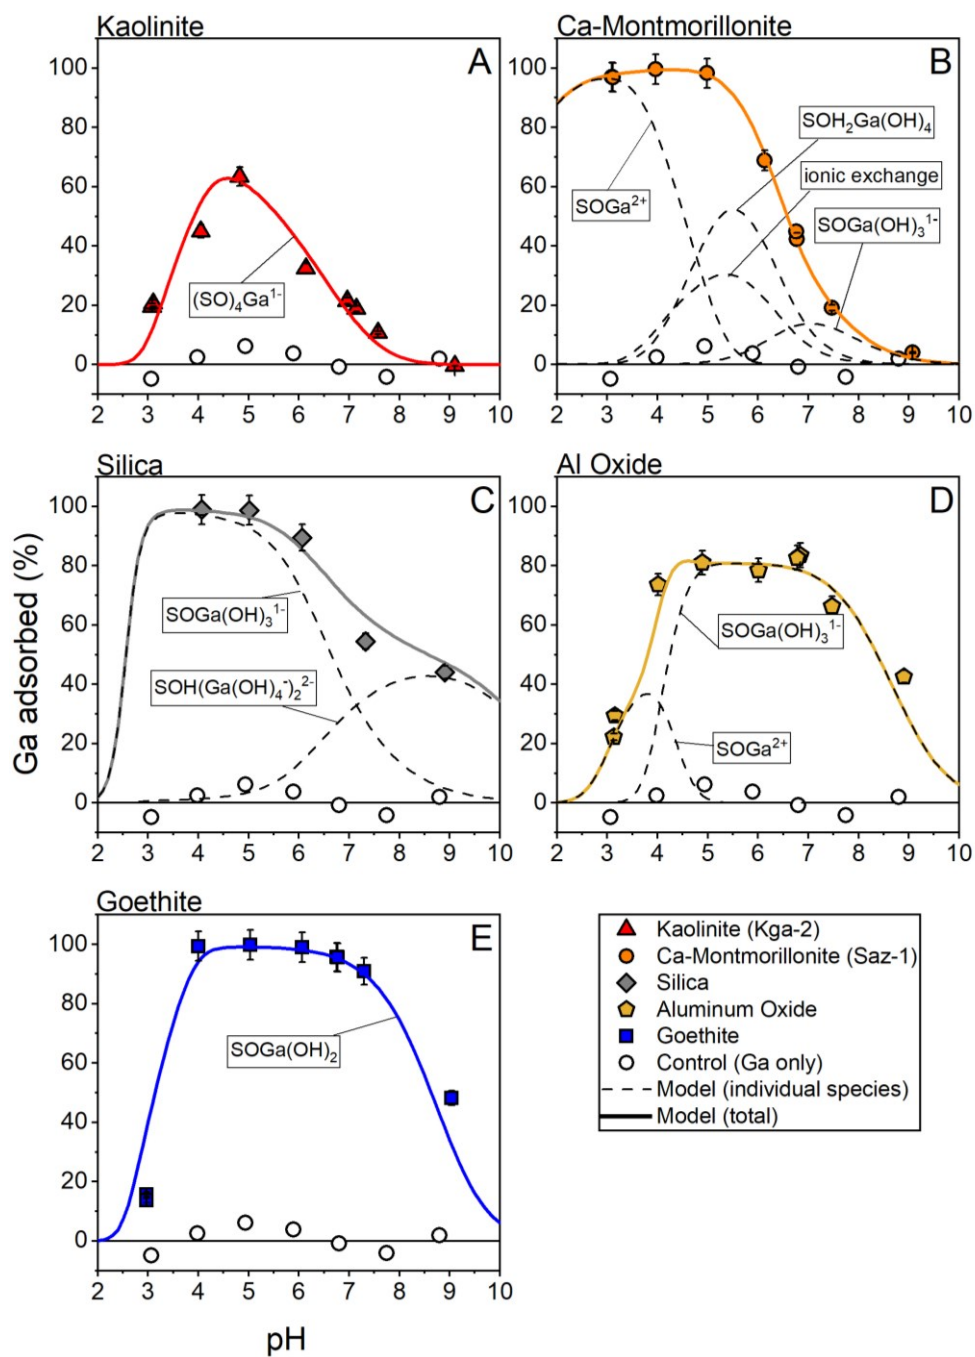 Kaolinite
A
100
80
60
40
20
0
(SO)₄Ga¹⁻
2 3 4 5 6 7 8 9 10
Ca-Montmorillonite
B
100
80
60
40
20
0
SOH₂Ga(OH)₄
ionic exchange
SOGa²⁺
SOGa(OH)₃¹⁻
2 3 4 5 6 7 8 9 10
Silica
C
100
80
60
40
20
0
SOGa(OH)₃¹⁻
SOH(Ga(OH)₄⁻)₂²⁻
2 3 4 5 6 7 8 9 10
Al Oxide
D
100
80
60
40
20
0
SOGa(OH)₃¹⁻
SOGa²⁺
2 3 4 5 6 7 8 9 10
Ga adsorbed (%)
Goethite
E
100
80
60
40
20
0
SOGa(OH)₂
2 3 4 5 6 7 8 9 10
pH
Kaolinite (Kga-2)
Ca-Montmorillonite (Saz-1)
Silica
Aluminum Oxide
Goethite
Control (Ga only)
Model (individual species)
Model (total)